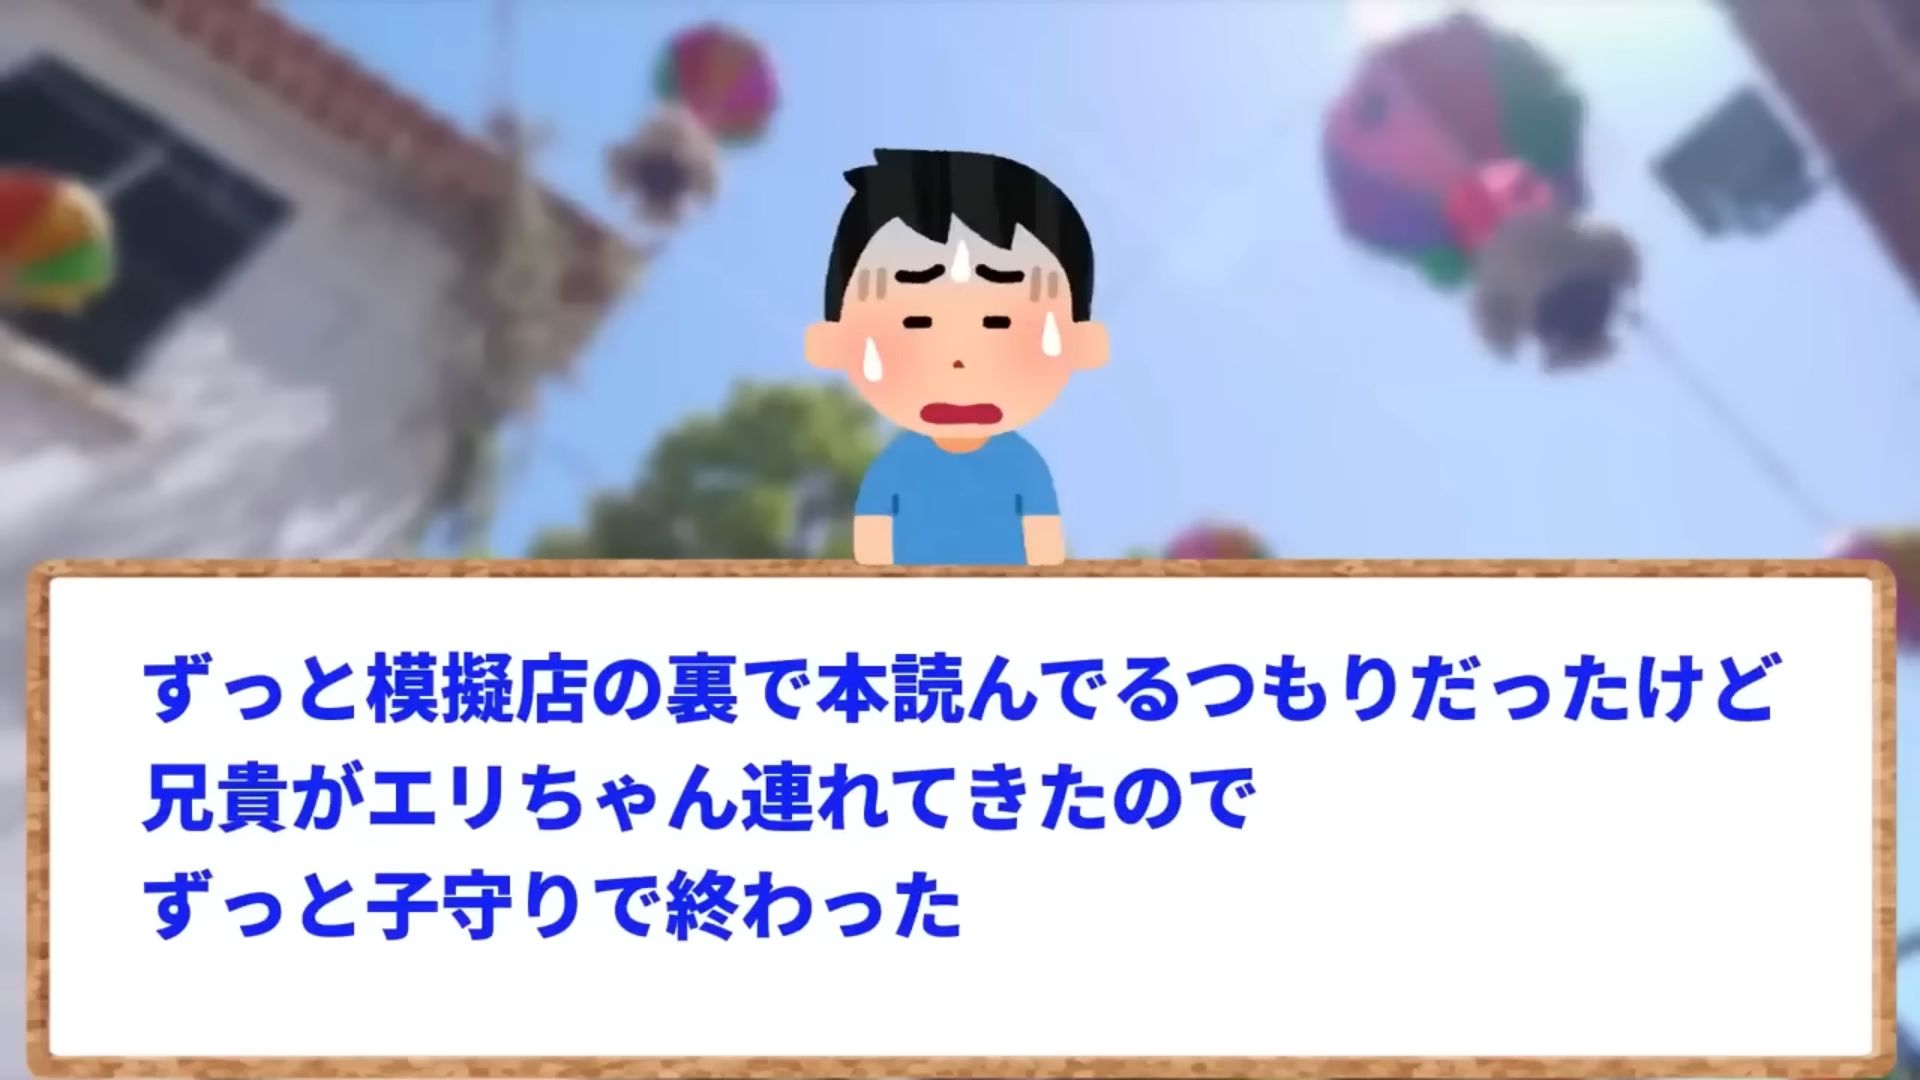 ずっと模擬店の裏で本読んでるつもりだったけど
兄貴がエリちゃん連れてきたので
ずっと子守りで終わった